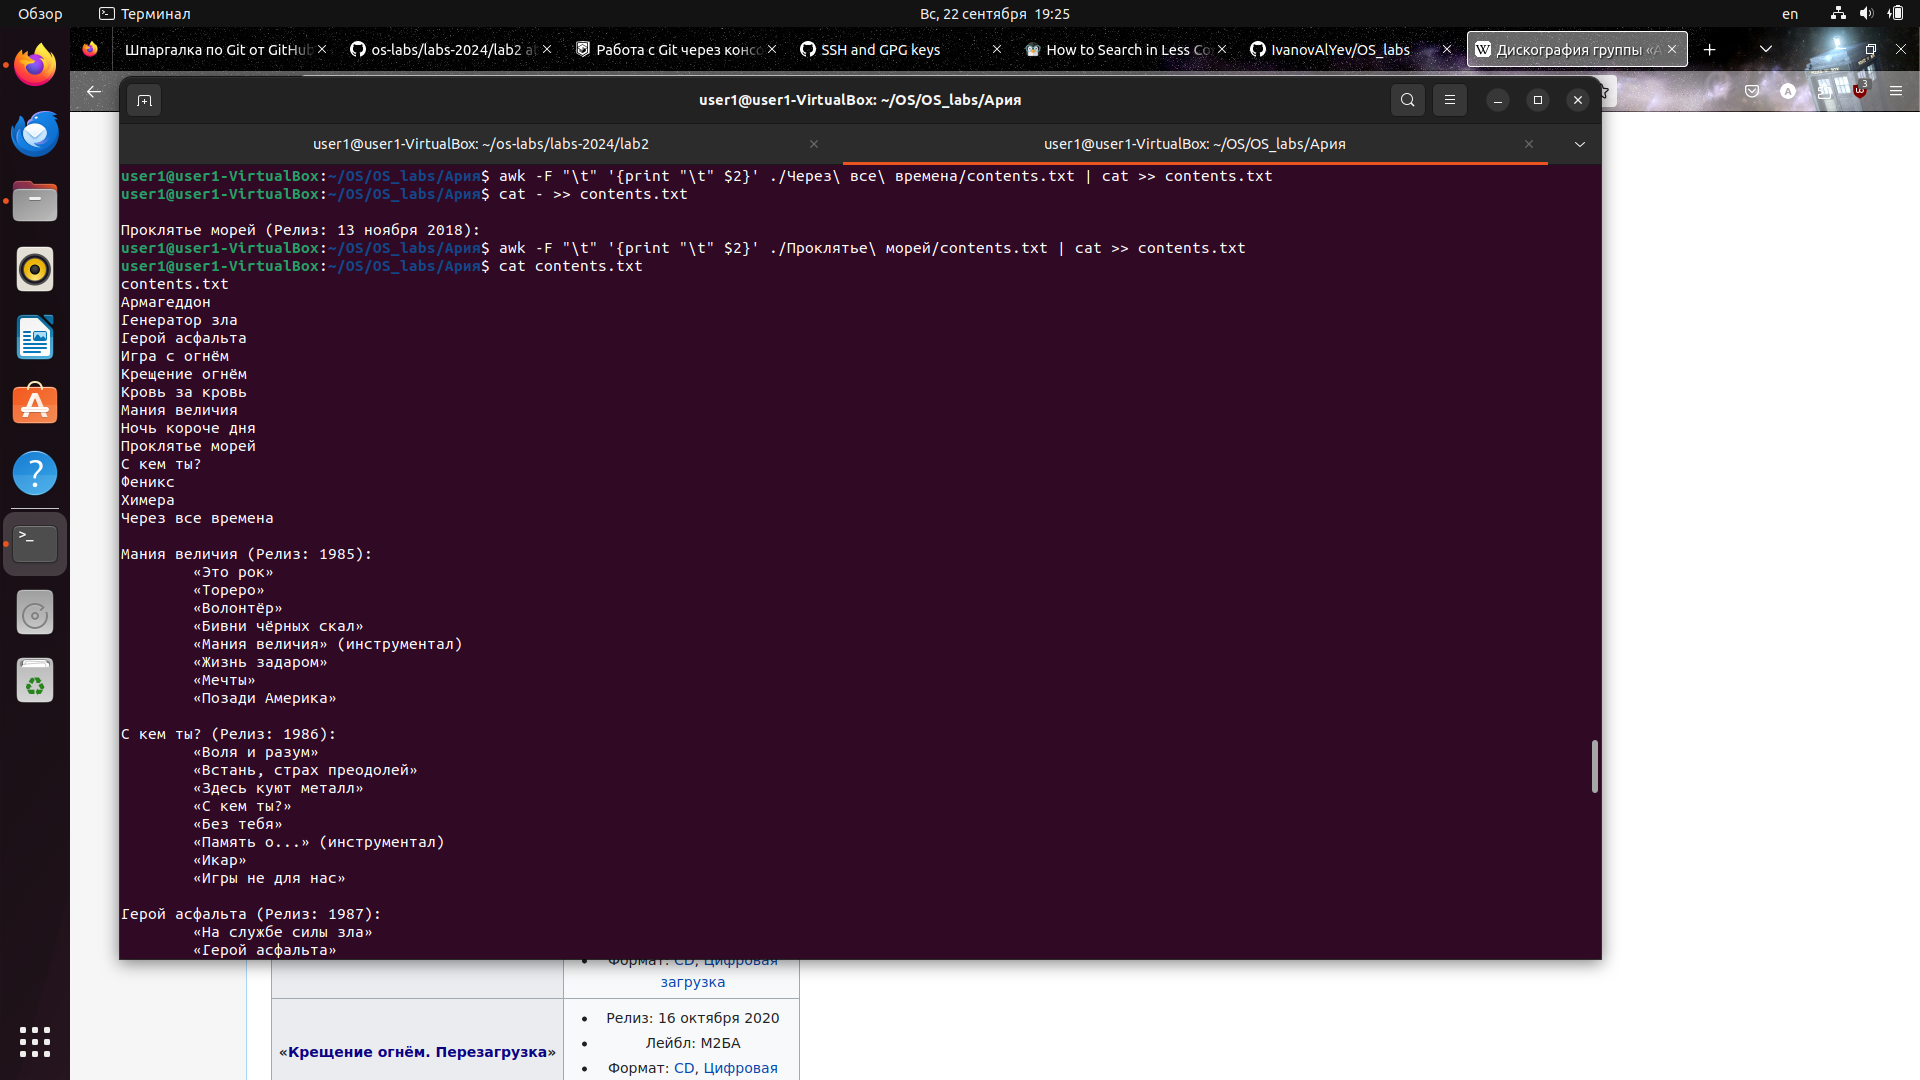 Обзор
Терминал
Вс, 22 сентября 19:25
en
Шпаргалка по Git от GitHub
os-labs/labs-2024/lab2 at
Работа с Git через консо
SSH and GPG keys
How to Search in Less Co
IvanovAlYev/OS_labs
Дискография группы «А
3
user1@user1-VirtualBox: ~/OS/OS_labs/Ария
user1@user1-VirtualBox: ~/os-labs/labs-2024/lab2
user1@user1-VirtualBox: ~/OS/OS_labs/Ария
user1@user1-VirtualBox:~/OS/OS_labs/Ария$ awk -F "\t" '{print "\t" $2}' ./Через\ все\ времена/contents.txt | cat >> contents.txt
user1@user1-VirtualBox:~/OS/OS_labs/Ария$ cat - >> contents.txt
Проклятье морей (Релиз: 13 ноября 2018):
user1@user1-VirtualBox:~/OS/OS_labs/Ария$ awk -F "\t" '{print "\t" $2}' ./Проклятье\ морей/contents.txt | cat >> contents.txt
user1@user1-VirtualBox:~/OS/OS_labs/Ария$ cat contents.txt
contents.txt
Армагеддон
Генератор зла
Герой асфальта
Игра с огнём
Крещение огнём
Кровь за кровь
Мания величия
Ночь короче дня
Проклятье морей
С кем ты?
Феникс
Химера
Через все времена
Мания величия (Релиз: 1985):
«Это рок»
«Тореро»
«Волонтёр»
«Бивни чёрных скал»
«Мания величия» (инструментал)
«Жизнь задаром»
«Мечты»
«Позади Америка»
С кем ты? (Релиз: 1986):
«Воля и разум»
«Встань, страх преодолей»
«Здесь куют металл»
«С кем ты?»
«Без тебя»
«Память о...» (инструментал)
«Икар»
«Игры не для нас»
Герой асфальта (Релиз: 1987):
«На службе силы зла»
«Герой асфальта»
Формат: CD, Цифровая
загрузка
«Крещение огнём. Перезагрузка»
Релиз: 16 октября 2020
Лейбл: М2БА
Формат: CD, Цифровая